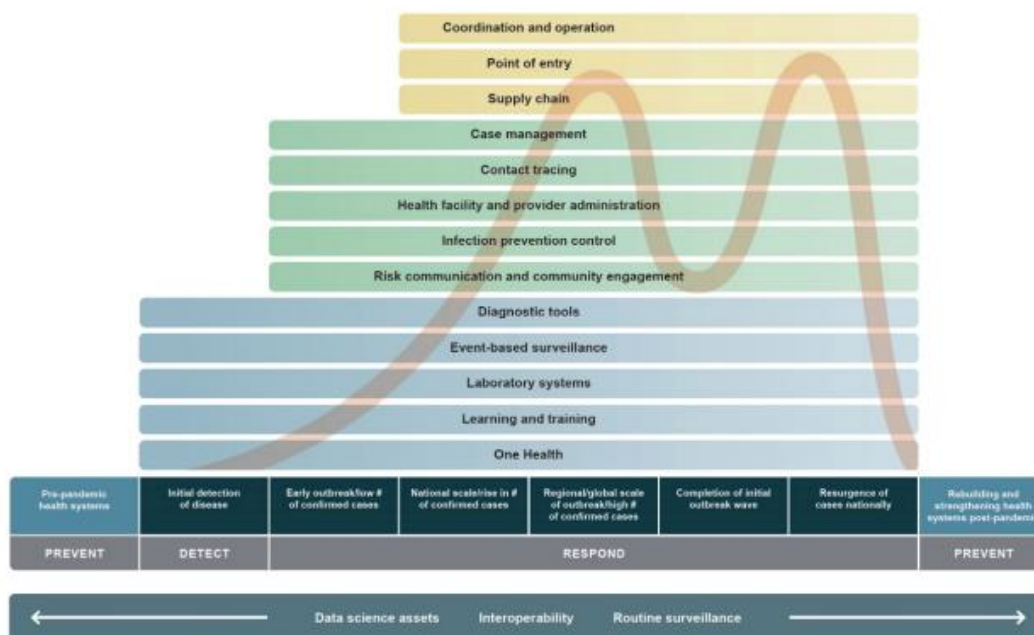 Coordination and operation
Point of entry
Supply chain
Case management
Contact tracing
Health facility and provider administration
Infection prevention control
Risk communication and community engagement
Diagnostic tools
Event-based surveillance
Laboratory systems
Learning and training
One Health
Pre-pandemic
health systems
Initial detection
of disease
Early outbreak/low #
of confirmed cases
National scale/rise in #
of confirmed cases
Regional/global scale
of outbreak/high #
of confirmed cases
Completion of initial
outbreak wave
Resurgence of
cases nationally
Rebuilding and
strengthening health
systems post-pandemic
PREVENT
DETECT
RESPOND
PREVENT
Data science assets
Interoperability
Routine surveillance